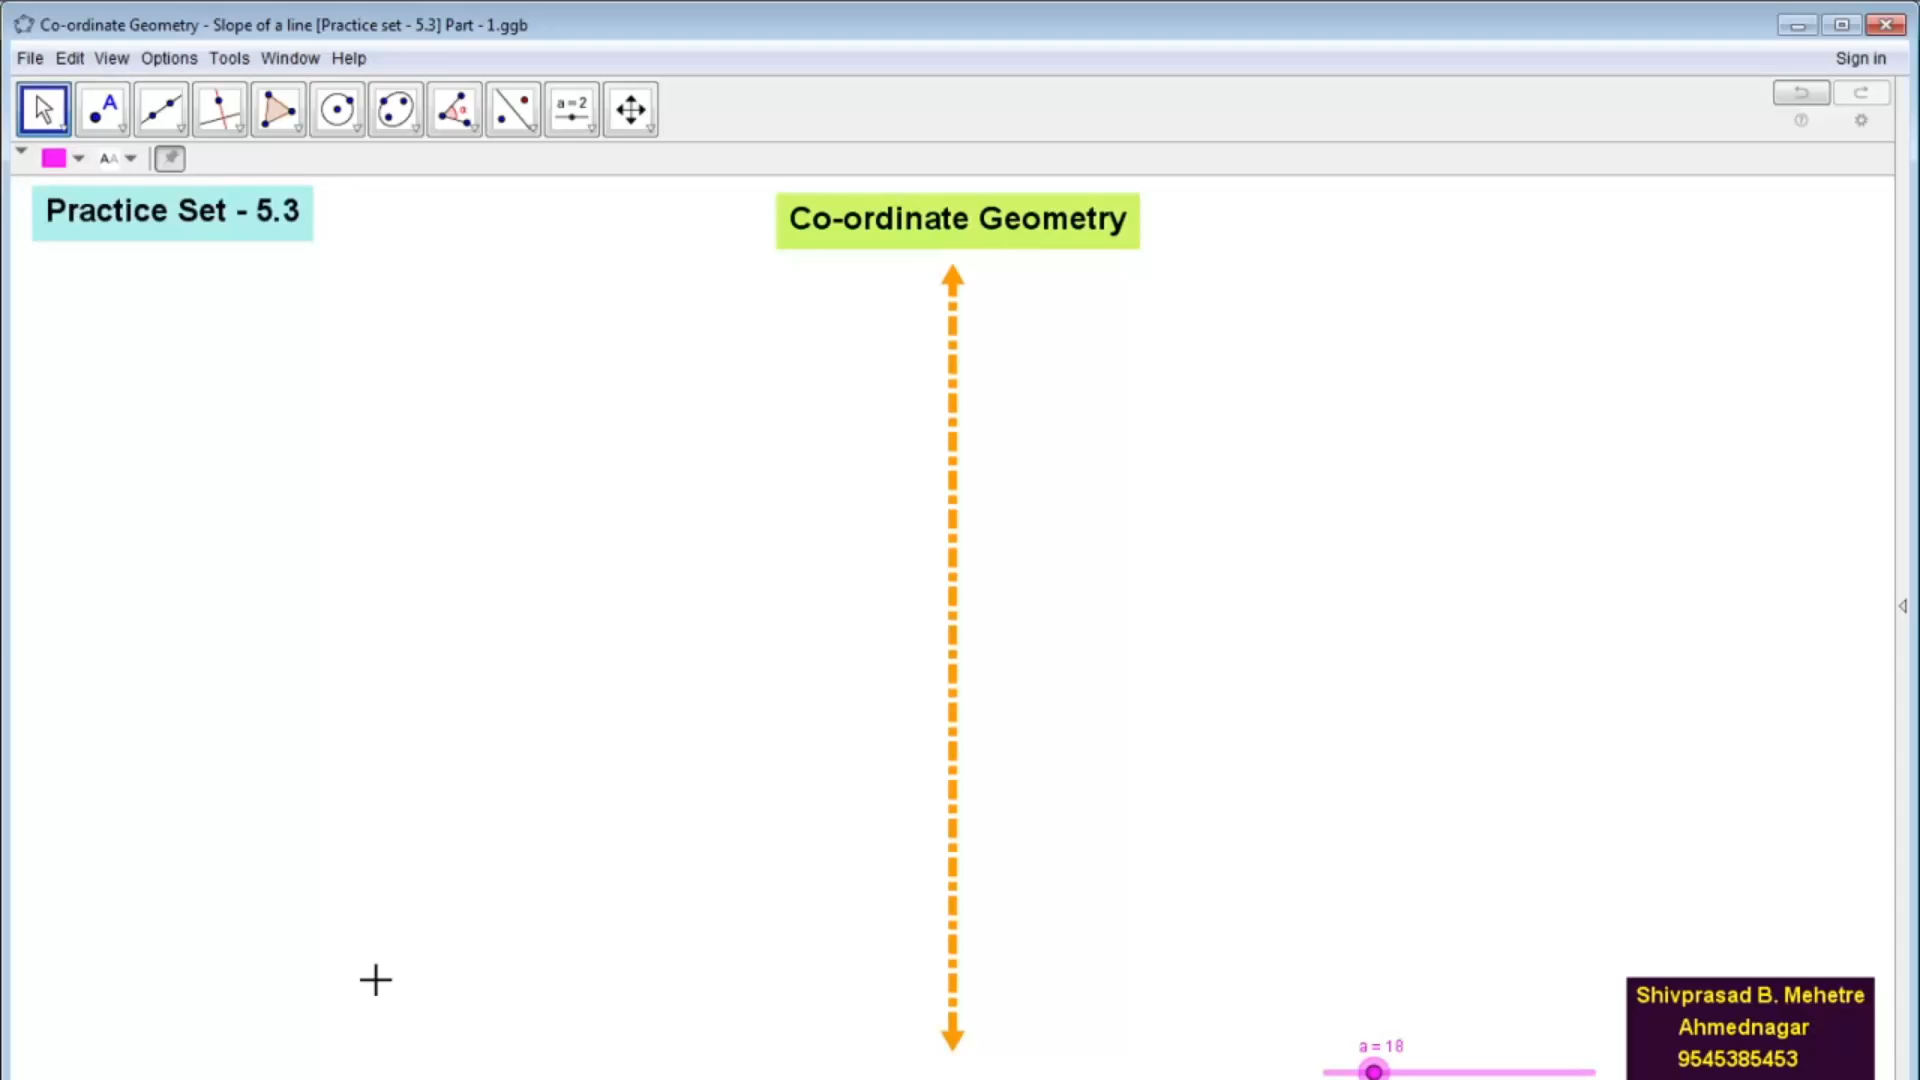 Co-ordinate Geometry - Slope of a line [Practice set - 5.3] Part - 1.ggb
File Edit View Options Tools Window Help
Sign in
A
α
a = 2
AA
Practice Set - 5.3
Co-ordinate Geometry
a = 18
Shivprasad B. Mehetre
Ahmednagar
9545385453